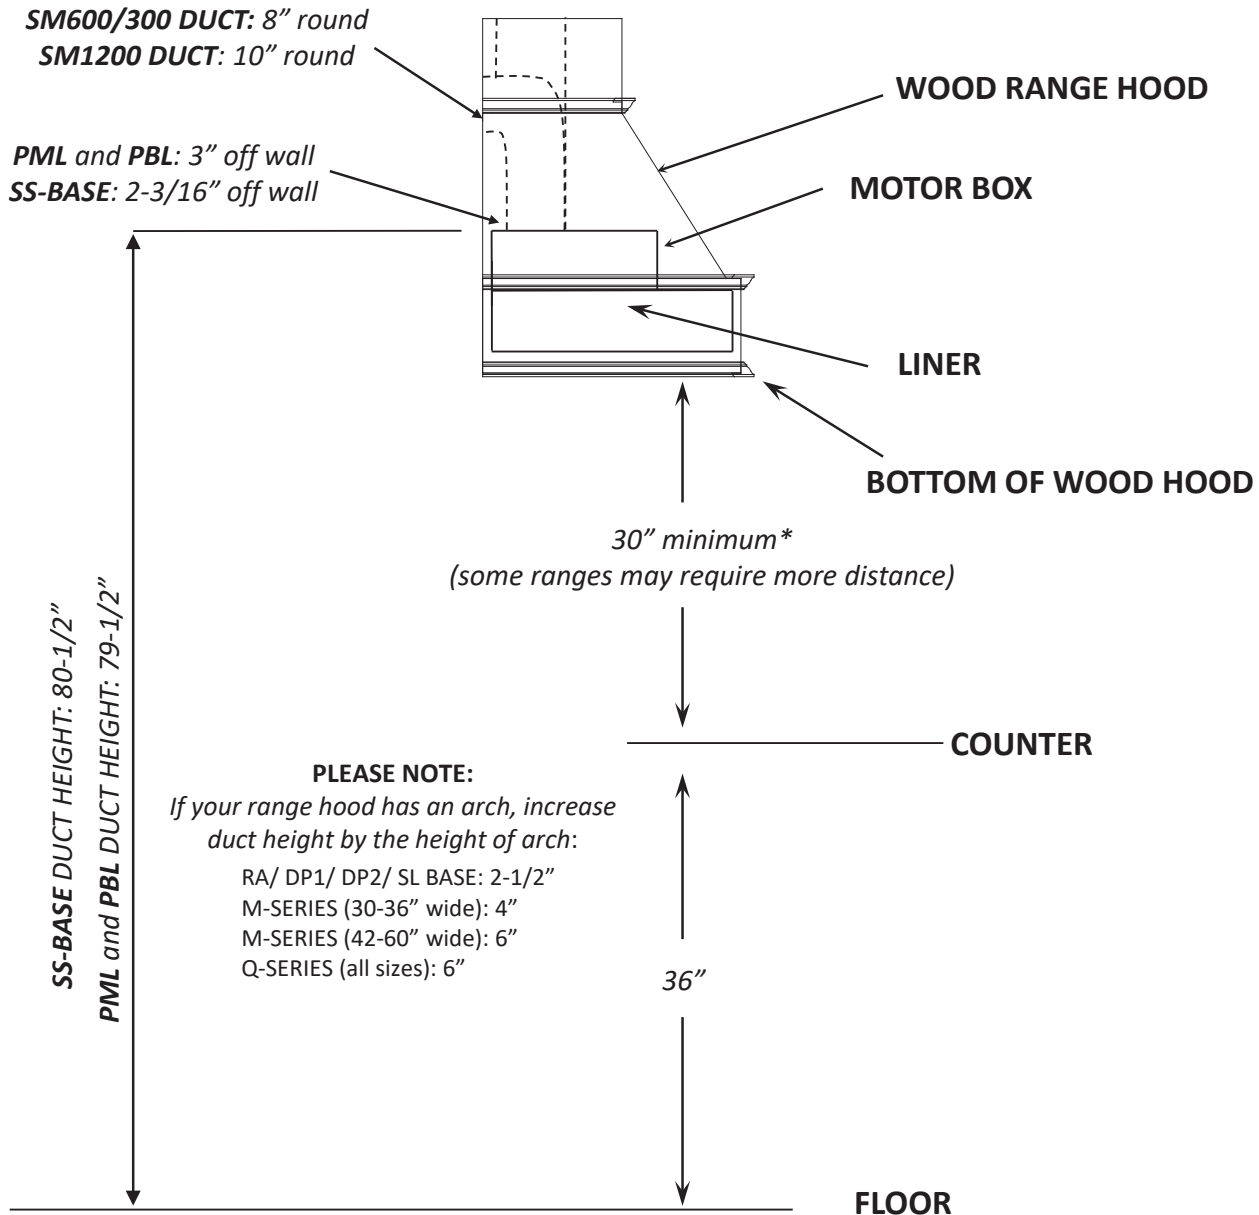 SM600/300 DUCT: 8” round
SM1200 DUCT: 10” round
WOOD RANGE HOOD
PML and PBL: 3” off wall
SS-BASE: 2-3/16” off wall
MOTOR BOX
LINER
BOTTOM OF WOOD HOOD
30” minimum*
(some ranges may require more distance)
SS-BASE DUCT HEIGHT: 80-1/2”
PML and PBL DUCT HEIGHT: 79-1/2”
COUNTER
PLEASE NOTE:
If your range hood has an arch, increase
duct height by the height of arch:
RA/ DP1/ DP2/ SL BASE: 2-1/2”
M-SERIES (30-36” wide): 4”
M-SERIES (42-60” wide): 6”
Q-SERIES (all sizes): 6”
36”
FLOOR